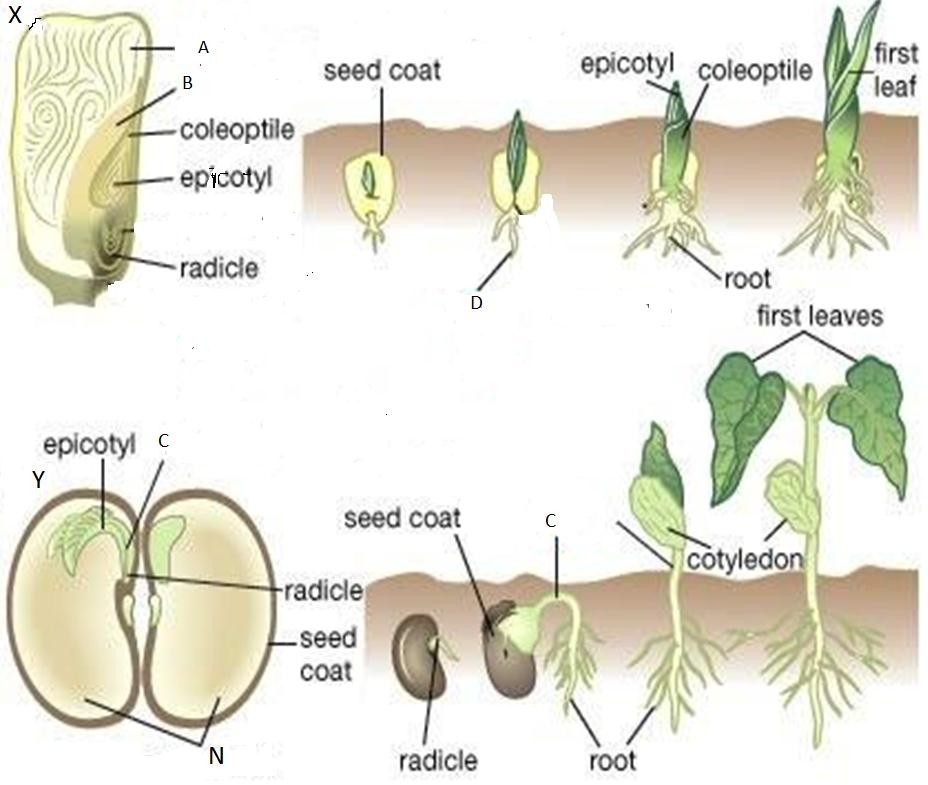 X
A
B
coleoptile
epicotyl
radicle
seed coat
epicotyl
coleoptile
first
leaf
D
root
first leaves
epicotyl
C
Y
radicle
seed
coat
N
seed coat
C
cotyledon
radicle
root